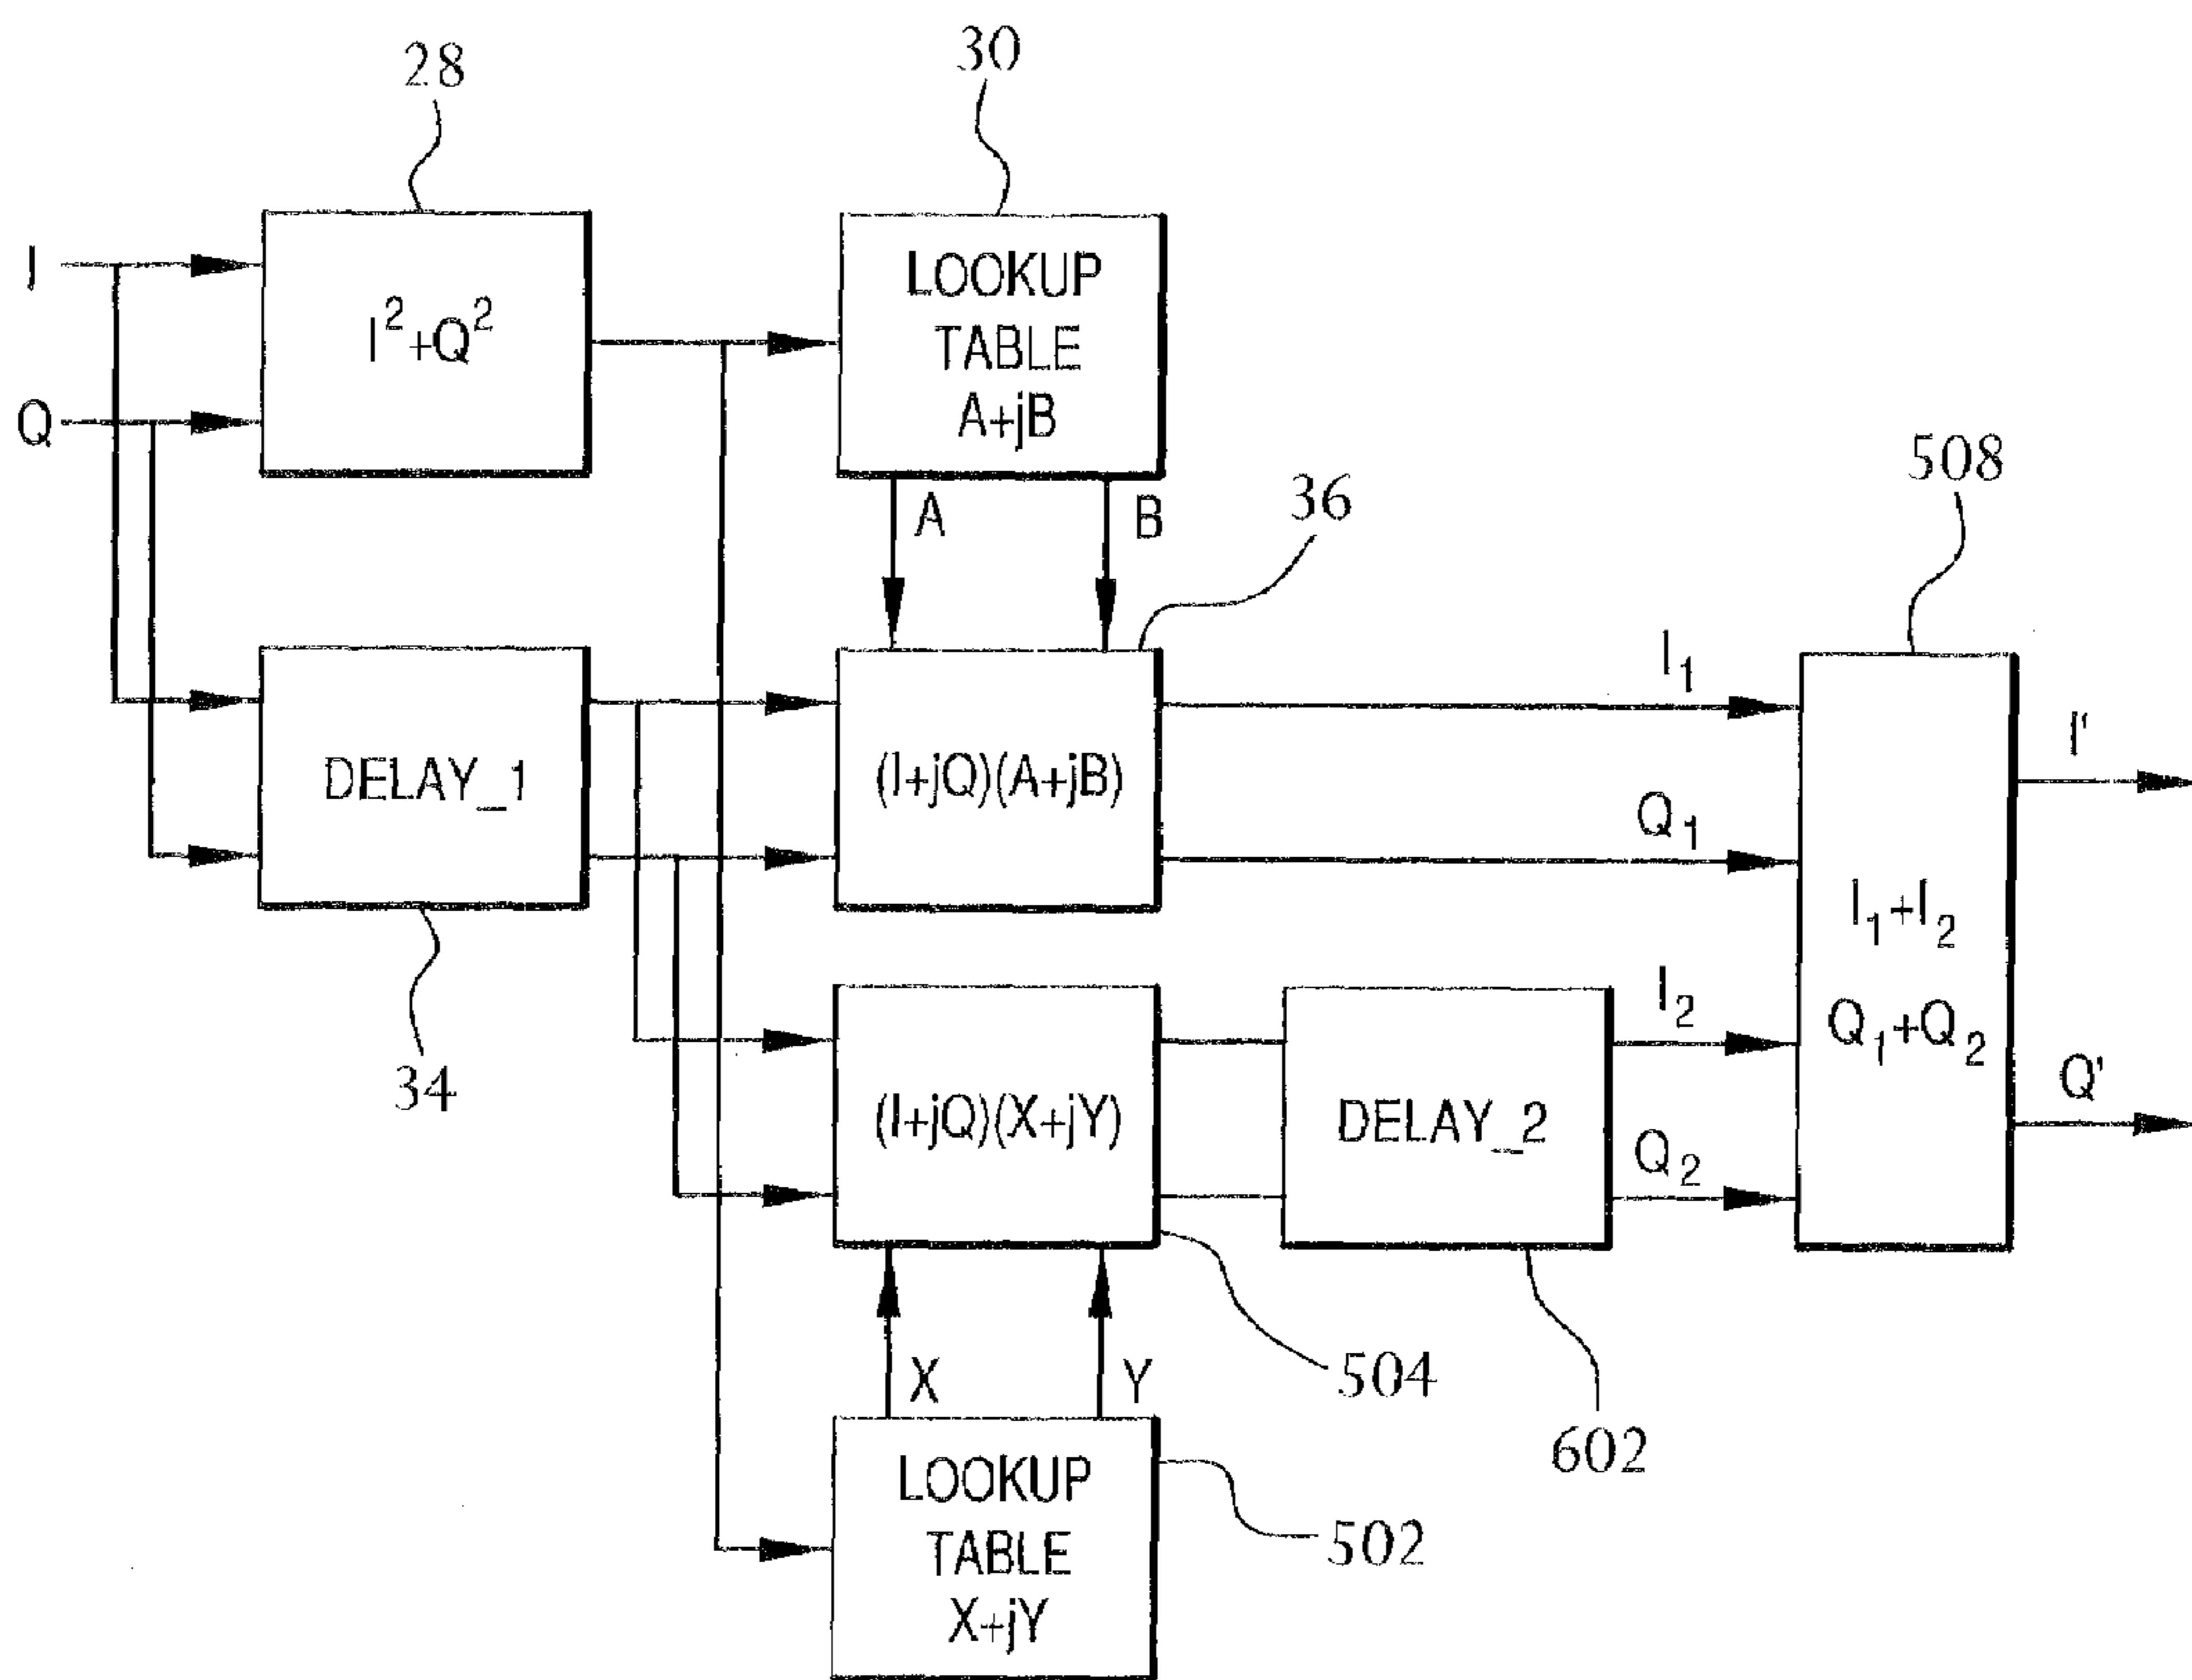 28
30
I
I²+Q²
LOOKUP
TABLE
A+jB
Q
508
A
B
36
I₁
I'
DELAY_1
(I+jQ)(A+jB)
Q₁
I₁+I₂
34
I₂
Q₁+Q₂
Q'
(I+jQ)(X+jY)
DELAY_2
Q₂
X
Y
504
602
LOOKUP
TABLE
X+jY
502